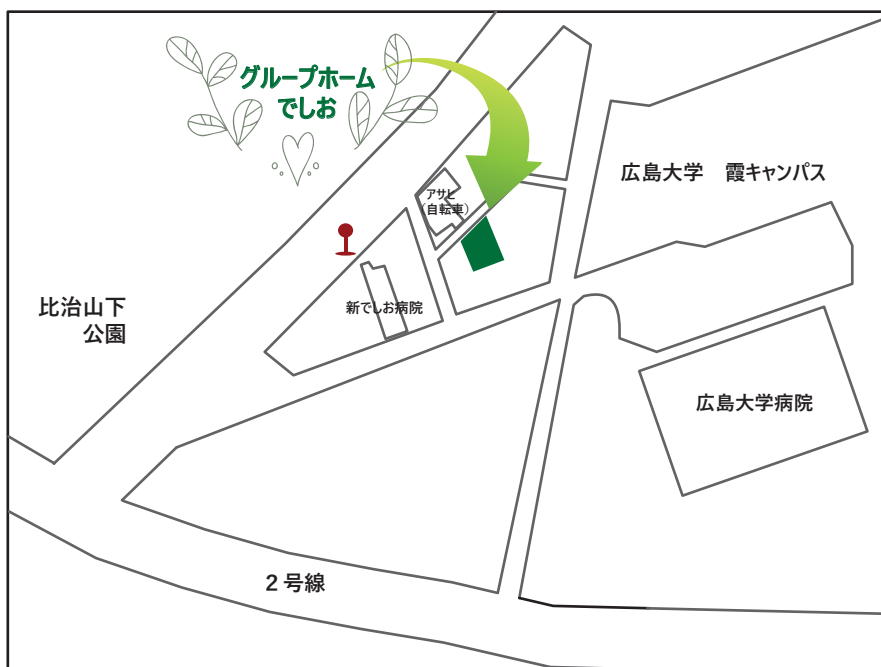 グループホーム
でしお
アサヒ
（自転車）
広島大学　霞キャンパス
新でしお病院
比治山下
公園
広島大学病院
２号線